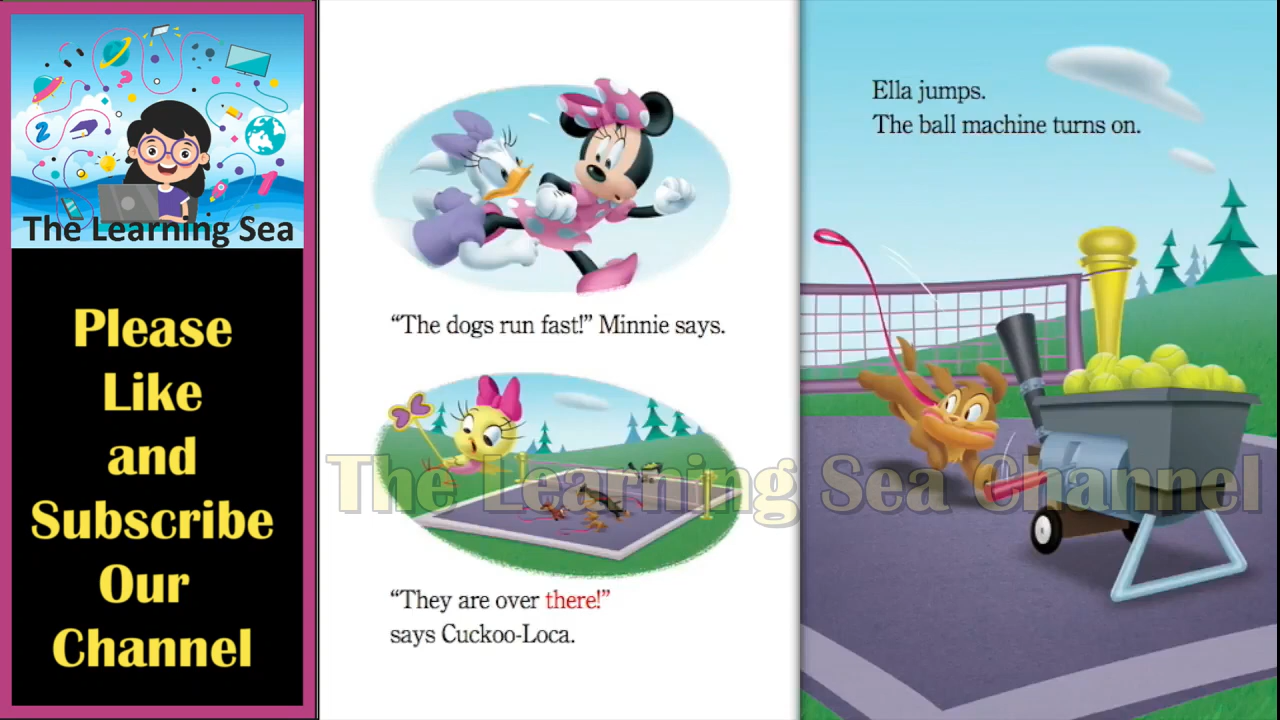 The Learning Sea
Please
Like
and
Subscribe
Our
Channel
“The dogs run fast!” Minnie says.
“They are over there!”
says Cuckoo-Loca.
Ella jumps.
The ball machine turns on.
The Learning Sea Channel